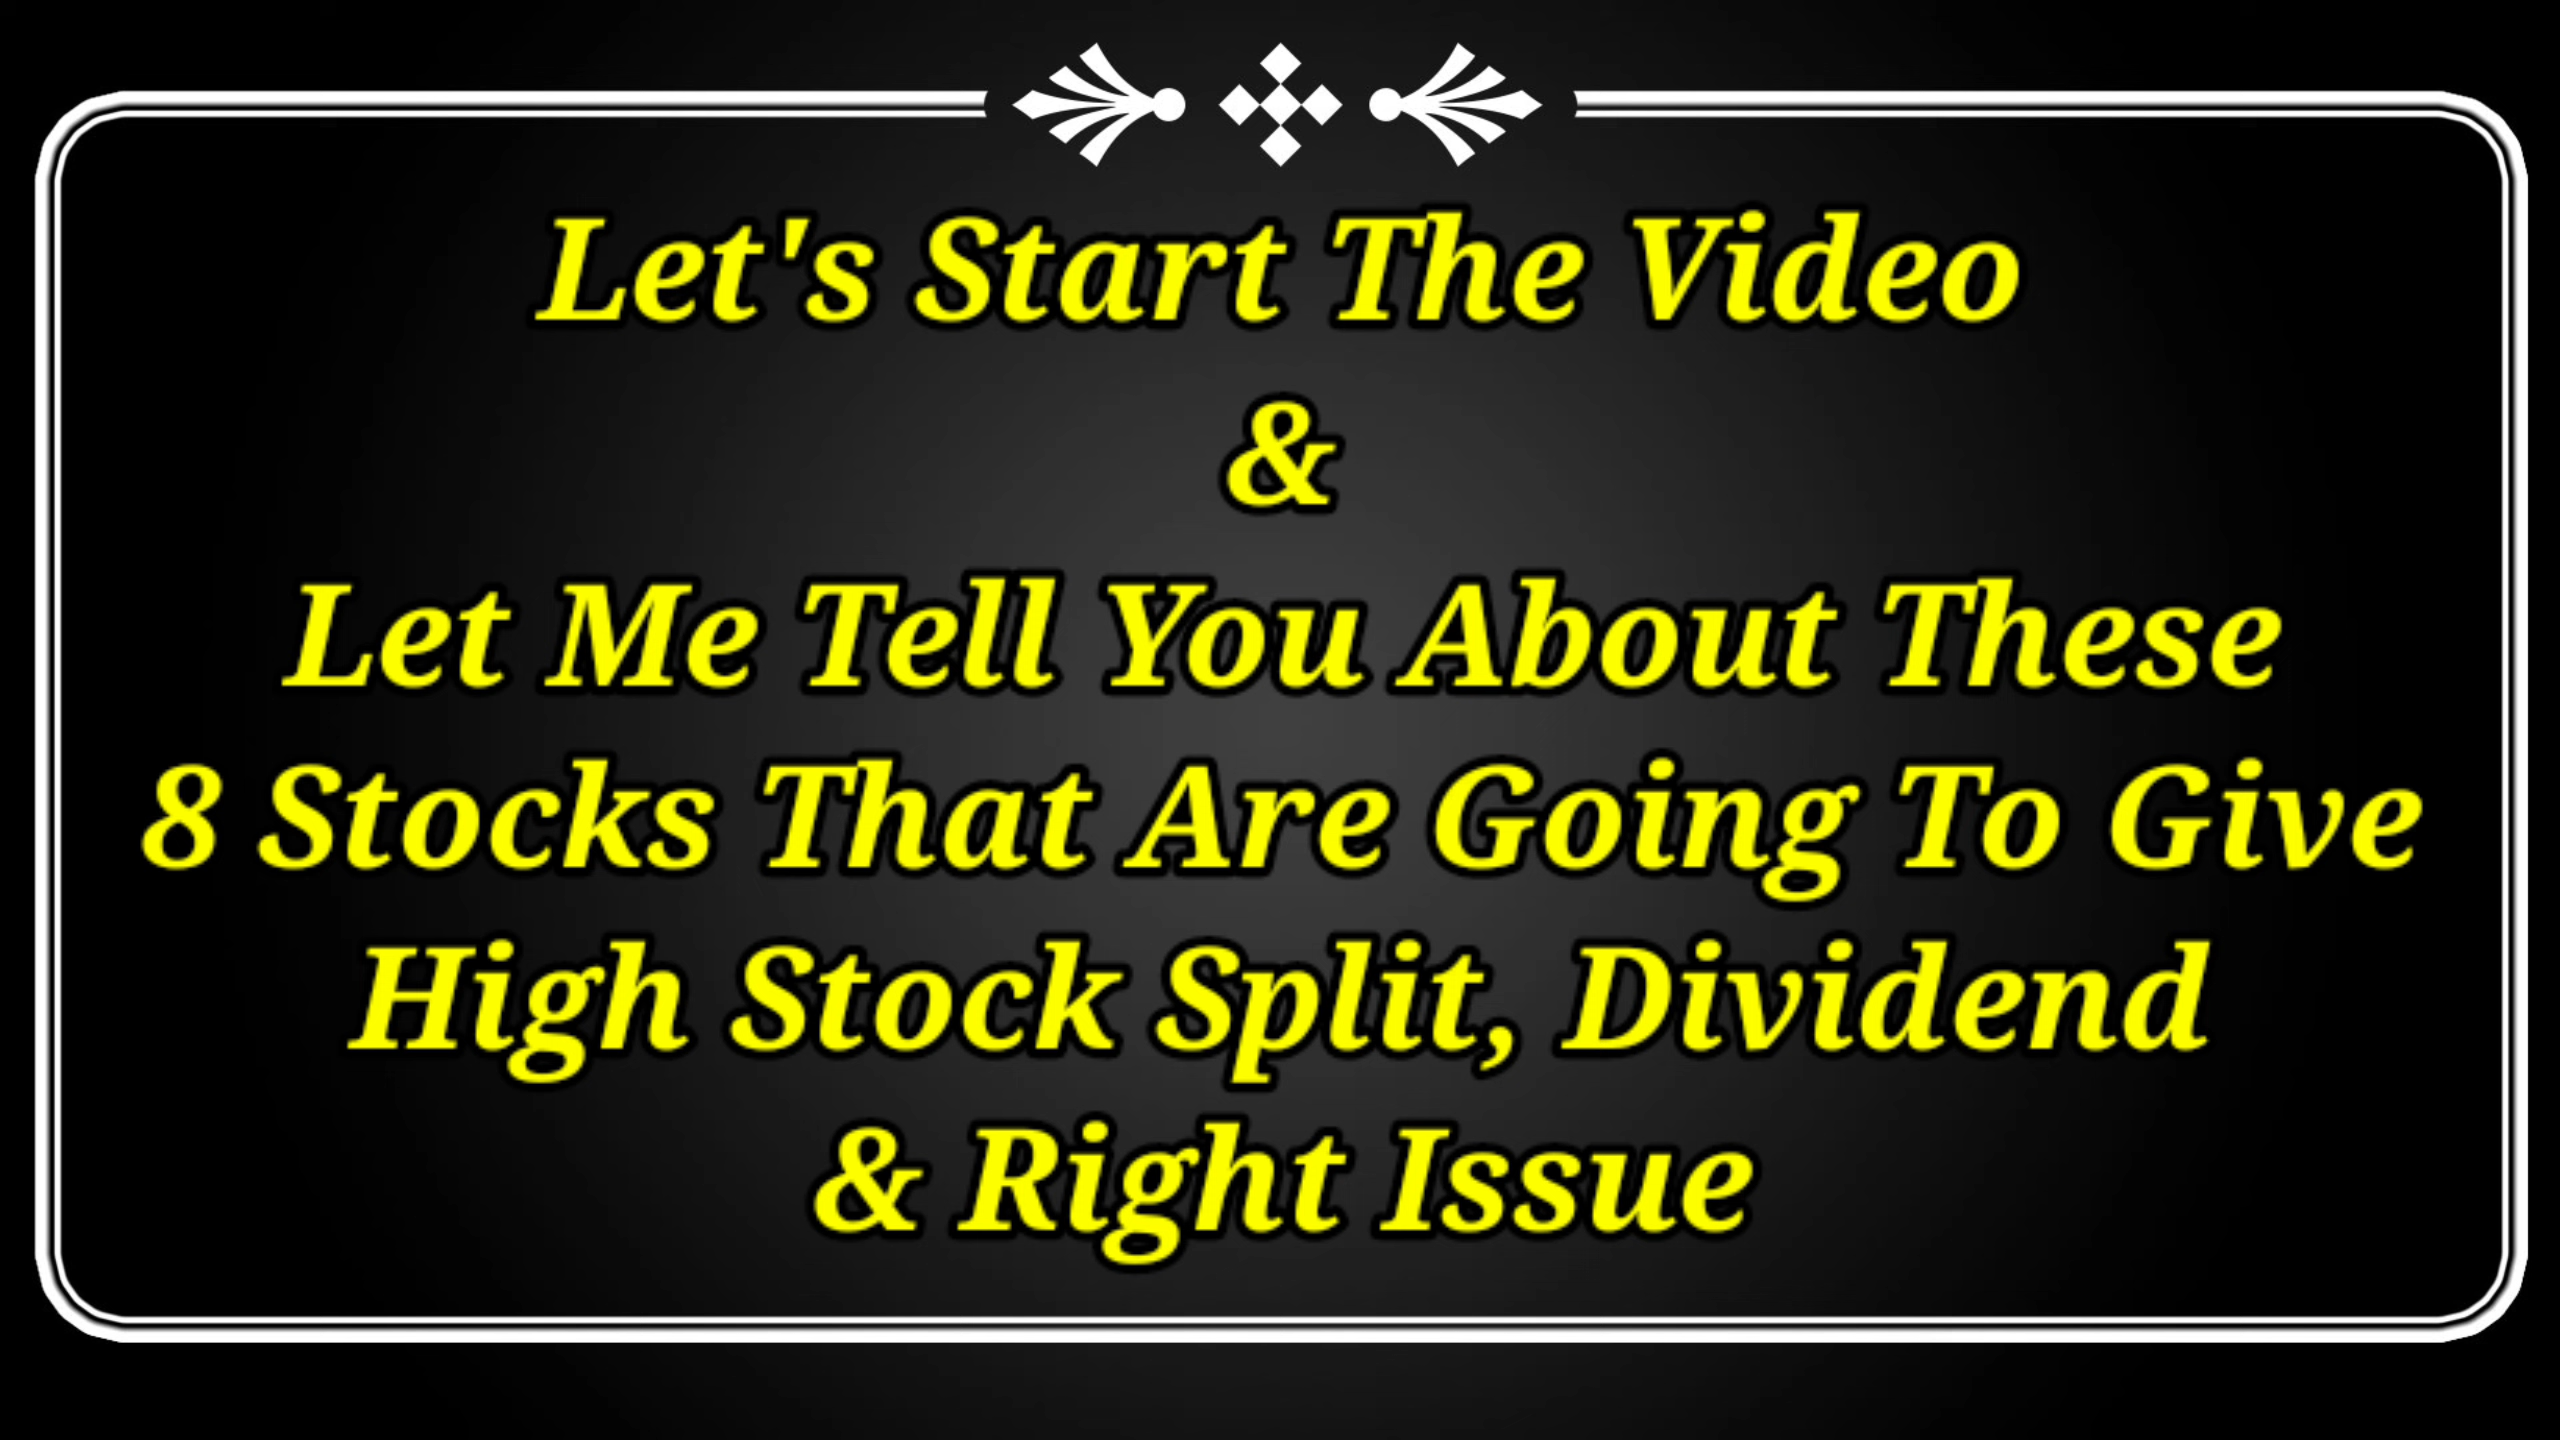 Let's Start The Video
&
Let Me Tell You About These
8 Stocks That Are Going To Give
High Stock Split, Dividend
& Right Issue